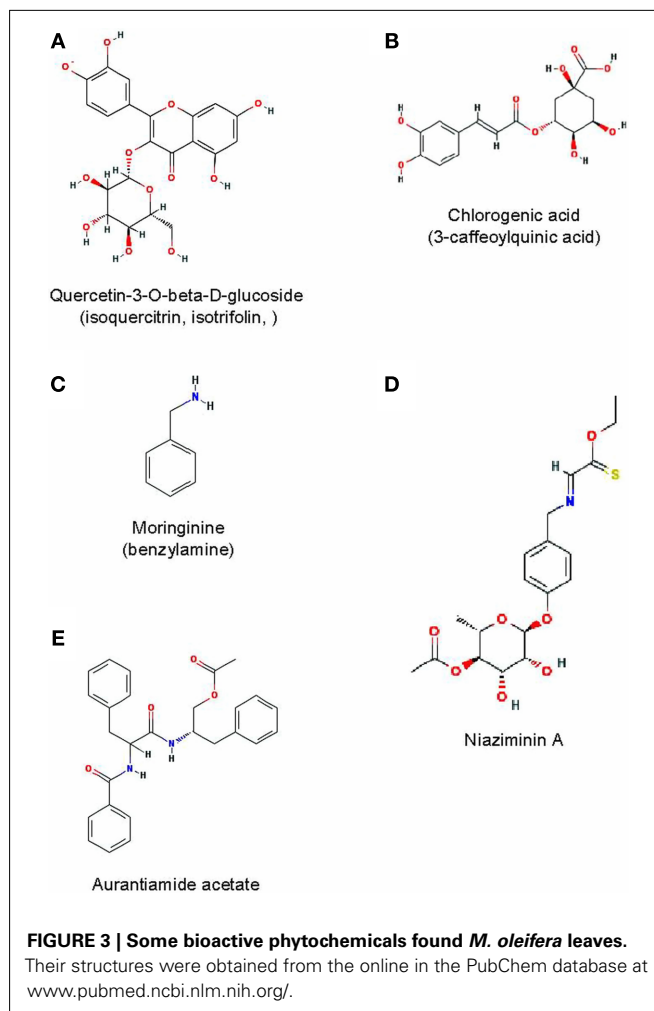 A
B
Quercetin-3-O-beta-D-glucoside
(isoquercitrin, isotrifolin, )
Chlorogenic acid
(3-caffeoylquinic acid)
C
D
Moringinine
(benzylamine)
E
Niaziminin A
Aurantiamide acetate
FIGURE 3 | Some bioactive phytochemicals found M. oleifera leaves.
Their structures were obtained from the online in the PubChem database at
www.pubmed.ncbi.nlm.nih.org/.